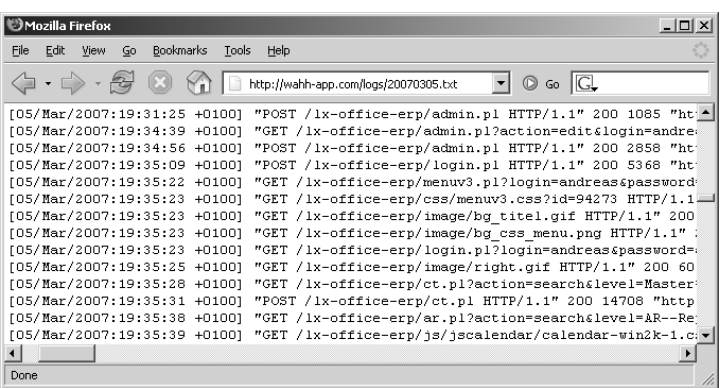 Mozilla Firefox
File Edit View Go Bookmarks Tools Help
http://wahh-app.com/logs/20070305.txt Go G
[05/Mar/2007:19:31:25 +0100] "POST /lx-office-erp/admin.pl HTTP/1.1" 200 1085 "ht
[05/Mar/2007:19:34:39 +0100] "GET /lx-office-erp/admin.pl?action=edit&login=andre
[05/Mar/2007:19:34:56 +0100] "POST /lx-office-erp/admin.pl HTTP/1.1" 200 2858 "ht
[05/Mar/2007:19:35:09 +0100] "POST /lx-office-erp/login.pl HTTP/1.1" 200 5368 "ht
[05/Mar/2007:19:35:22 +0100] "GET /lx-office-erp/menuv3.pl?login=andreas&password
[05/Mar/2007:19:35:23 +0100] "GET /lx-office-erp/css/menuv3.css?id=94273 HTTP/1.1
[05/Mar/2007:19:35:23 +0100] "GET /lx-office-erp/image/bg_titel.gif HTTP/1.1" 200
[05/Mar/2007:19:35:23 +0100] "GET /lx-office-erp/image/bg_css_menu.png HTTP/1.1"
[05/Mar/2007:19:35:23 +0100] "GET /lx-office-erp/login.pl?login=andreas&password=
[05/Mar/2007:19:35:25 +0100] "GET /lx-office-erp/image/right.gif HTTP/1.1" 200 60
[05/Mar/2007:19:35:28 +0100] "GET /lx-office-erp/ct.pl?action=search&level=Master
[05/Mar/2007:19:35:31 +0100] "POST /lx-office-erp/ct.pl HTTP/1.1" 200 14708 "http
[05/Mar/2007:19:35:38 +0100] "GET /lx-office-erp/ar.pl?action=search&level=AR--Re
[05/Mar/2007:19:35:39 +0100] "GET /lx-office-erp/js/jscalendar/calendar-win2k-1.c
Done